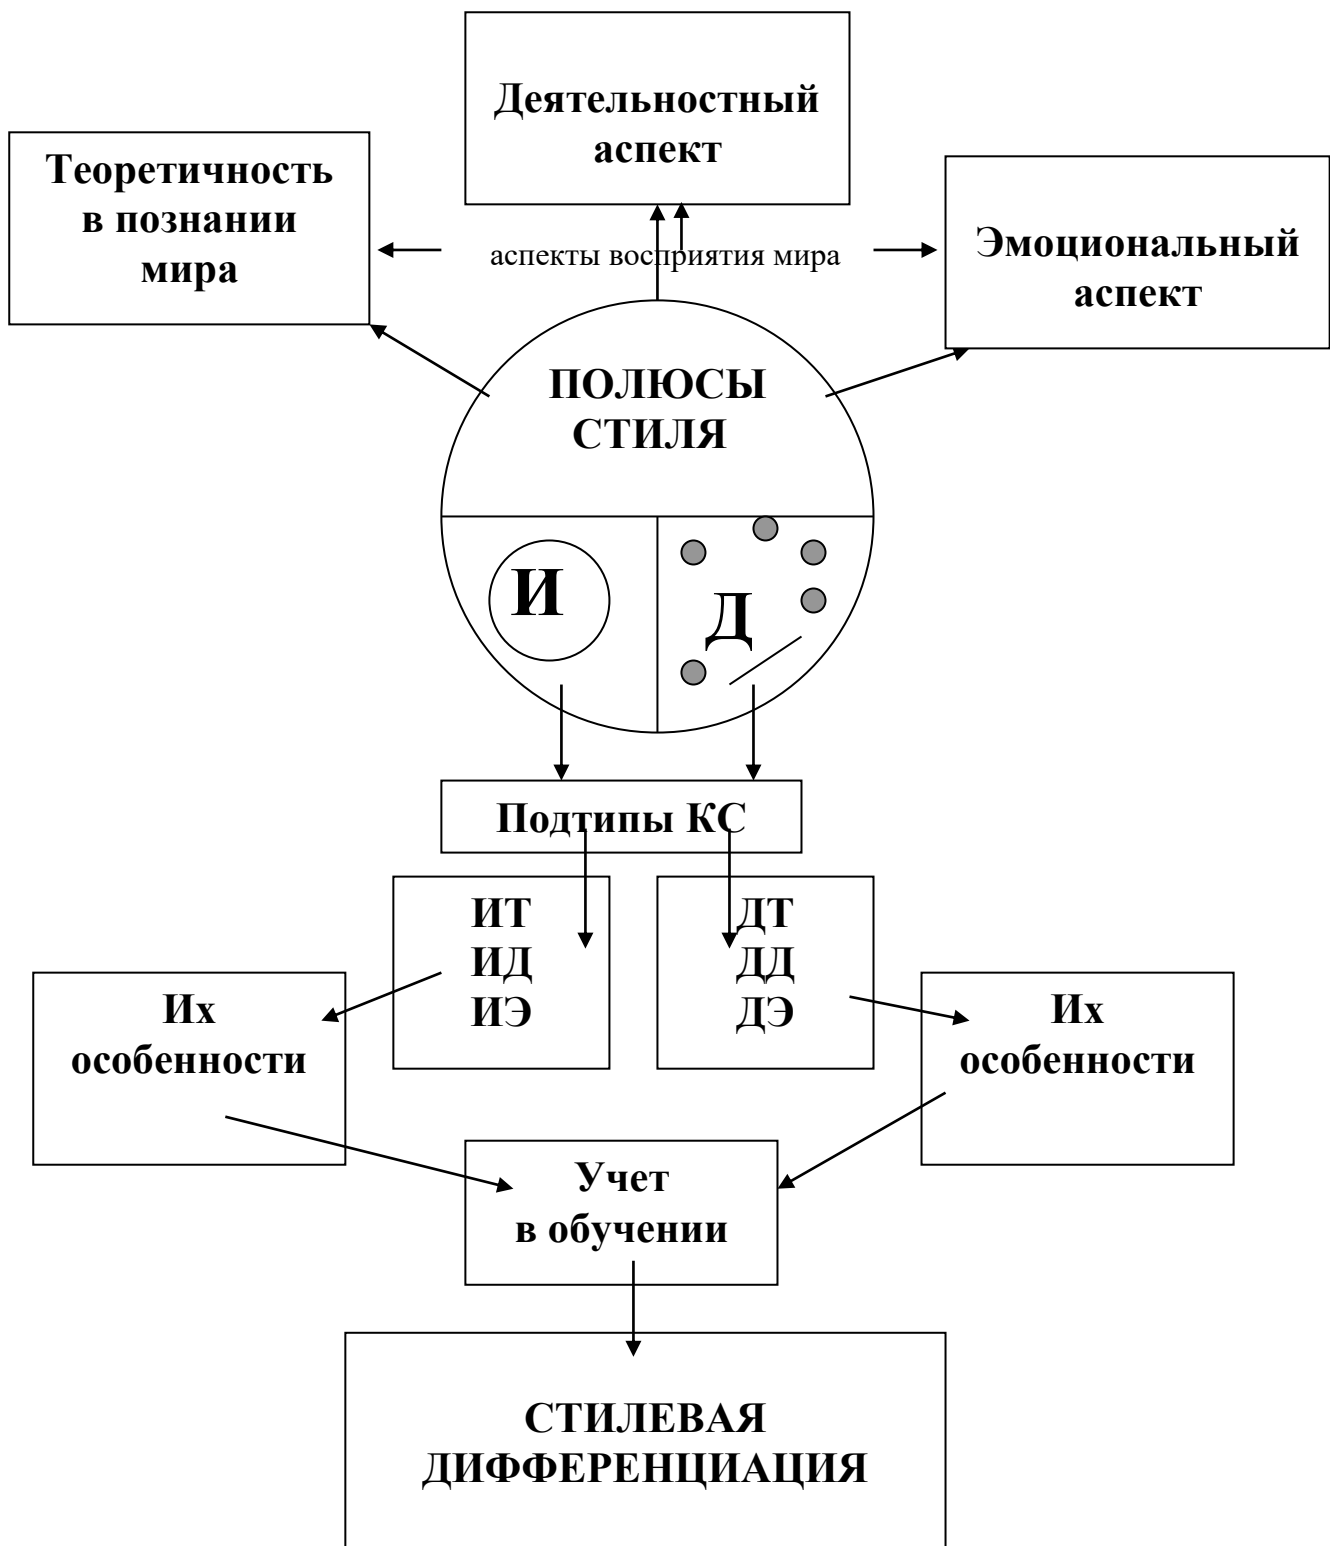 Деятельностный
аспект
Теоретичность
в познании
мира
аспекты восприятия мира
Эмоциональный
аспект
ПОЛЮСЫ
СТИЛЯ
И
Д
Подтипы КС
ИТ
ИД
ИЭ
ДТ
ДД
ДЭ
Их
особенности
Их
особенности
Учет
в обучении
СТИЛЕВАЯ
ДИФФЕРЕНЦИАЦИЯ